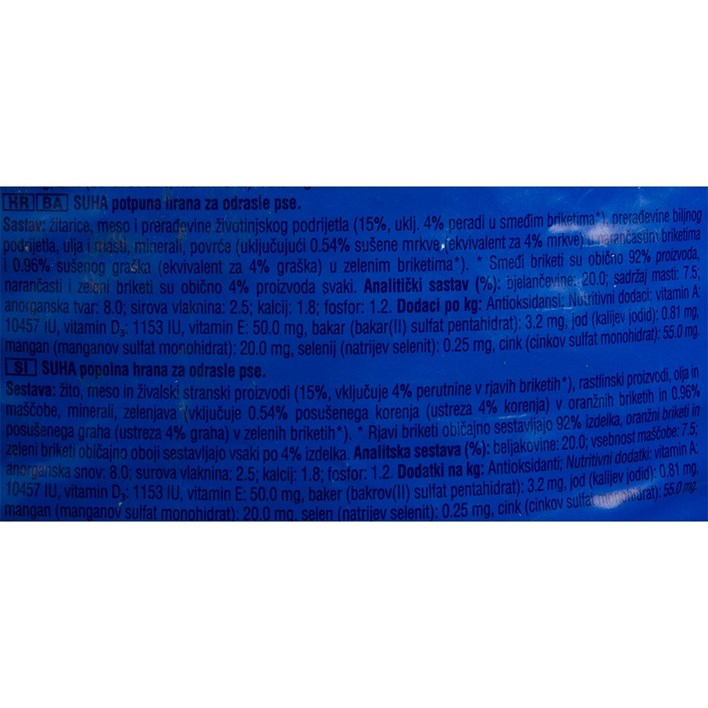 HR BA SUHA potpuna hrana za odrasle pse.
Sastav: žitarice, meso i prerađevine životinjskog podrijetla (15%, uklj. 4% peradi u smeđim briketima*), prerađevine biljnog
podrijetla, ulja i masti, minerali, povrće (uključujući 0.54% sušene mrkve (ekvivalent za 4% mrkve) u narančastim briketima
i 0.96% sušenog graška (ekvivalent za 4% graška) u zelenim briketima*). * Smeđi briketi su obično 92% proizvoda,
narančasti i zeleni briketi su obično 4% proizvoda svaki. Analitički sastav (%): bjelančevine: 20.0; sadržaj masti: 7.5;
anorganska tvar: 8.0; sirova vlaknina: 2.5; kalcij: 1.8; fosfor: 1.2. Dodaci po kg: Antioksidansi; Nutritivni dodaci: vitamin A:
10457 IU, vitamin D₃: 1153 IU, vitamin E: 50.0 mg, bakar (bakar(II) sulfat pentahidrat): 3.2 mg, jod (kalijev jodid): 0.81 mg,
mangan (manganov sulfat monohidrat): 20.0 mg, selenij (natrijev selenit): 0.25 mg, cink (cinkov sulfat monohidrat): 55.0 mg.
SI SUHA popolna hrana za odrasle pse.
Sestava: žito, meso in živalski stranski proizvodi (15%, vključuje 4% perutnine v rjavih briketih*), rastlinski proizvodi, olja in
maščobe, minerali, zelenjava (vključuje 0.54% posušenega korenja (ustreza 4% korenja) v oranžnih briketih in 0.96%
posušenega graha (ustreza 4% graha) v zelenih briketih*). * Rjavi briketi običajno sestavljajo 92% izdelka, oranžni briketi in
zeleni briketi običajno oboji sestavljajo vsaki po 4% izdelka. Analitska sestava (%): beljakovine: 20.0; vsebnost maščobe: 7.5;
anorganska snov: 8.0; surova vlaknina: 2.5; kalcij: 1.8; fosfor: 1.2. Dodatki na kg: Antioksidanti; Nutritivni dodatki: vitamin A:
10457 IU, vitamin D₃: 1153 IU, vitamin E: 50.0 mg, baker (bakrov(II) sulfat pentahidrat): 3.2 mg, jod (kalijev jodid): 0.81 mg,
mangan (manganov sulfat monohidrat): 20.0 mg, selen (natrijev selenit): 0.25 mg, cink (cinkov sulfat monohidrat): 55.0 mg.